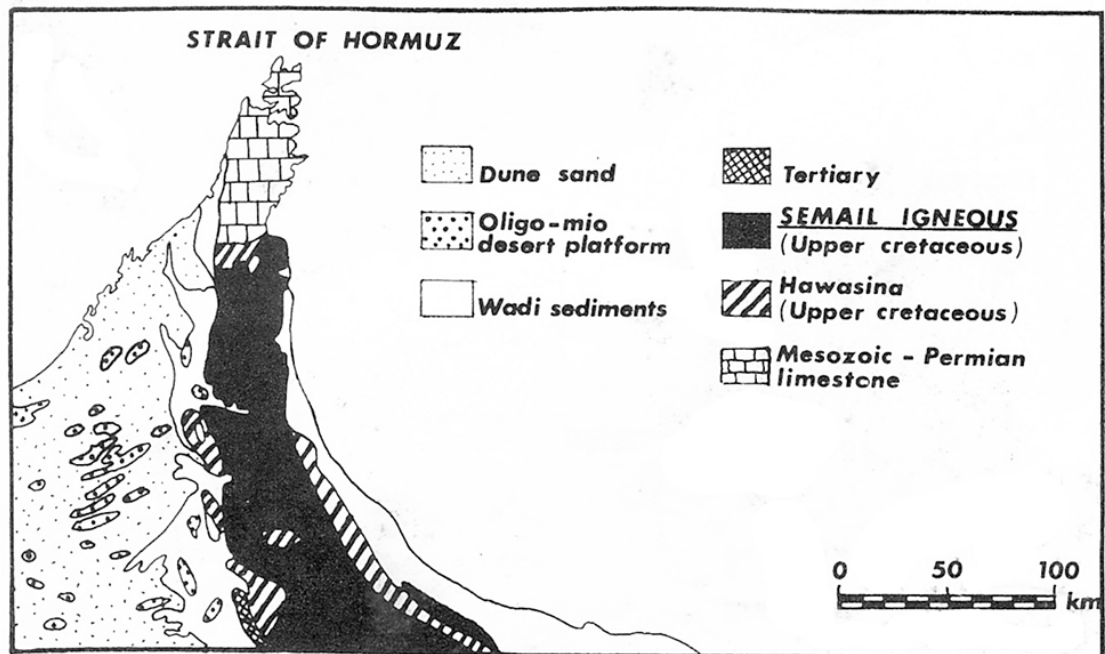 STRAIT OF HORMUZ
Dune sand
Oligo-mio
desert platform
Wadi sediments
Tertiary
SEMAIL IGNEOUS
(Upper cretaceous)
Hawasina
(Upper cretaceous)
Mesozoic - Permian
limestone
0 50 100
km